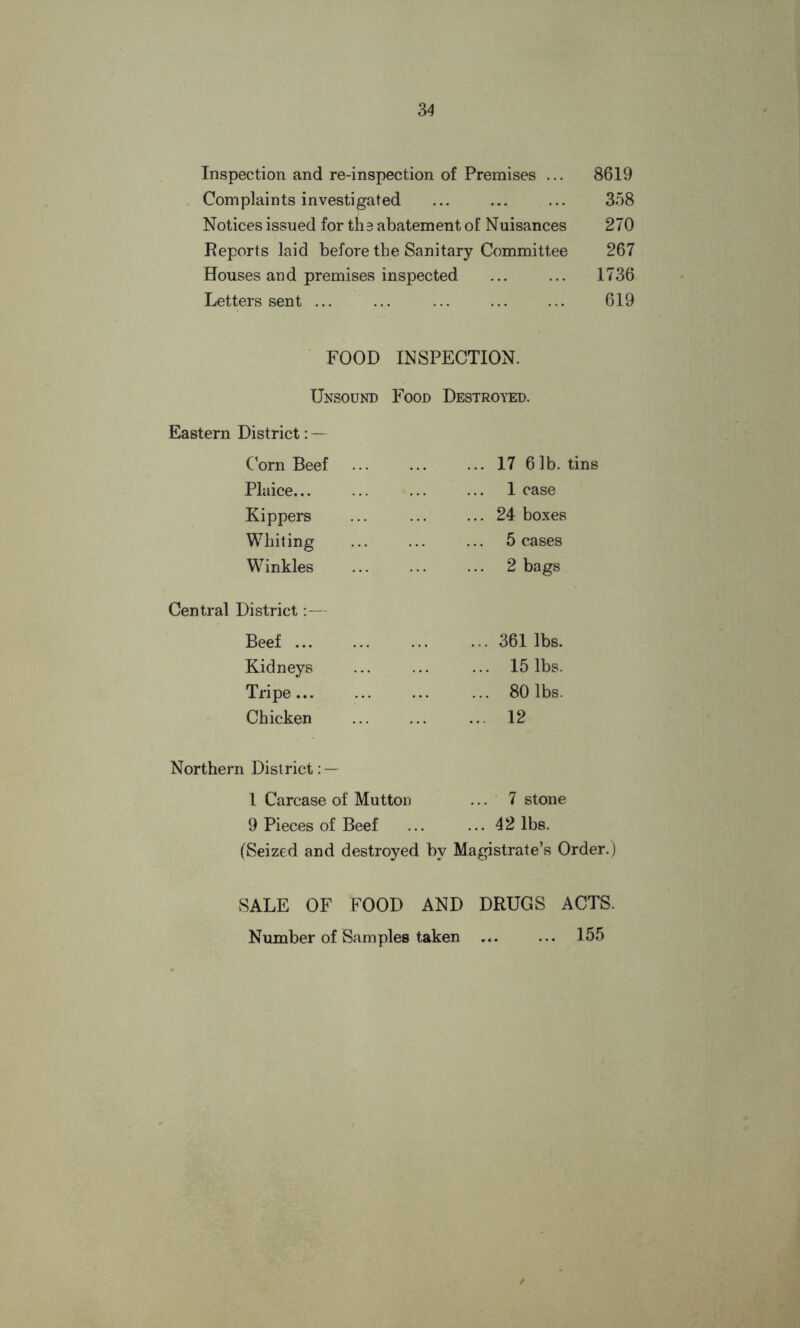 34
Inspection and re-inspection of Premises ... 8619
Complaints investigated ... ... ... 358
Notices issued for the abatement of Nuisances 270
Reports laid before the Sanitary Committee 267
Houses and premises inspected ... ... 1736
Letters sent ... ... ... ... ... 619
FOOD INSPECTION.
UNSOUND FOOD DESTROYED.
Eastern District:—
Corn Beef ... ... ... 17 6 lb. tins
Plaice... ... ... ... 1 case
Kippers ... ... ... 24 boxes
Whiting ... ... ... 5 cases
Winkles ... ... ... 2 bags
Central District:—
Beef ... ... ... ... 361 lbs.
Kidneys ... ... ... 15 lbs.
Tripe ... ... ... ... 80 lbs.
Chicken ... ... ... 12
Northern District:—
1 Carcase of Mutton ... 7 stone
9 Pieces of Beef ... ... 42 lbs.
(Seized and destroyed by Magistrate's Order.)
SALE OF FOOD AND DRUGS ACTS.
Number of Samples taken ... ... 155